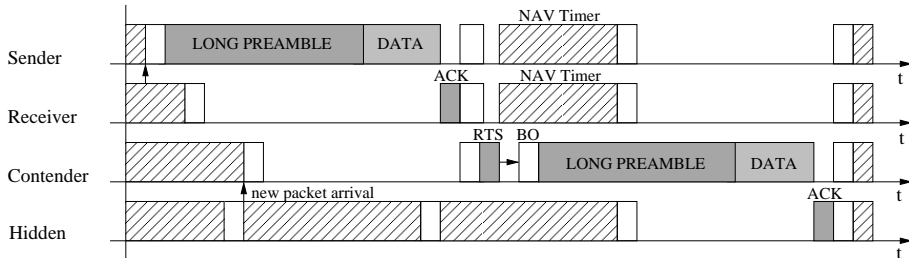 NAV Timer
Sender
LONG PREAMBLE
DATA
t
ACK
NAV Timer
Receiver
t
RTS
BO
Contender
LONG PREAMBLE
DATA
t
new packet arrival
ACK
Hidden
t